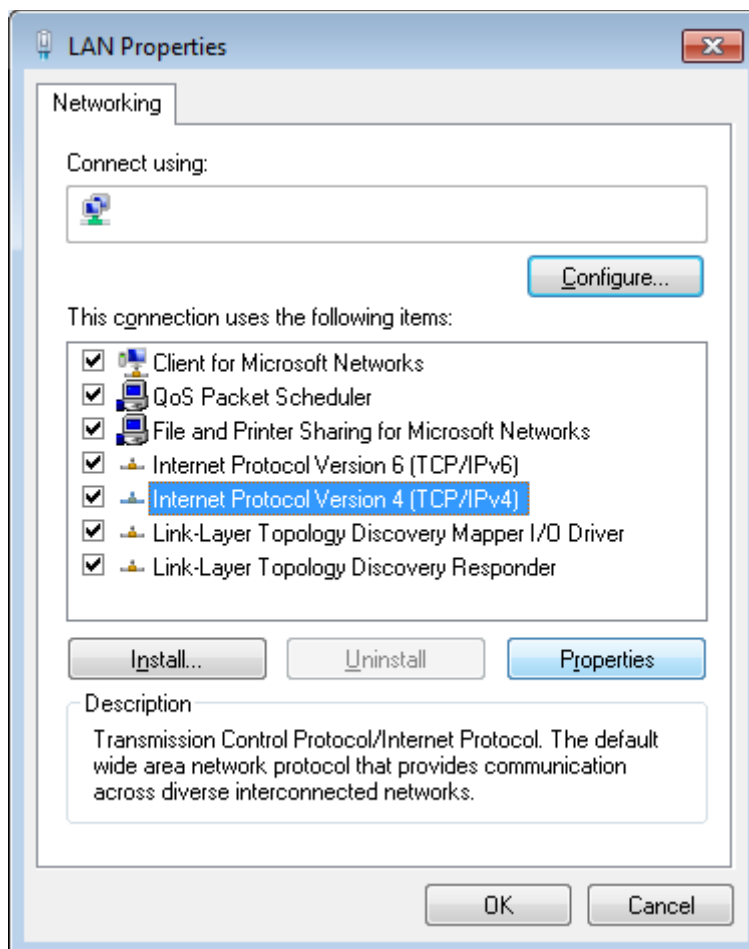 LAN Properties
Networking
Connect using:
Configure...
This connection uses the following items:
Client for Microsoft Networks
QoS Packet Scheduler
File and Printer Sharing for Microsoft Networks
Internet Protocol Version 6 (TCP/IPv6)
Internet Protocol Version 4 (TCP/IPv4)
Link-Layer Topology Discovery Mapper I/O Driver
Link-Layer Topology Discovery Responder
Install...
Uninstall
Properties
Description
Transmission Control Protocol/Internet Protocol. The default
wide area network protocol that provides communication
across diverse interconnected networks.
OK
Cancel